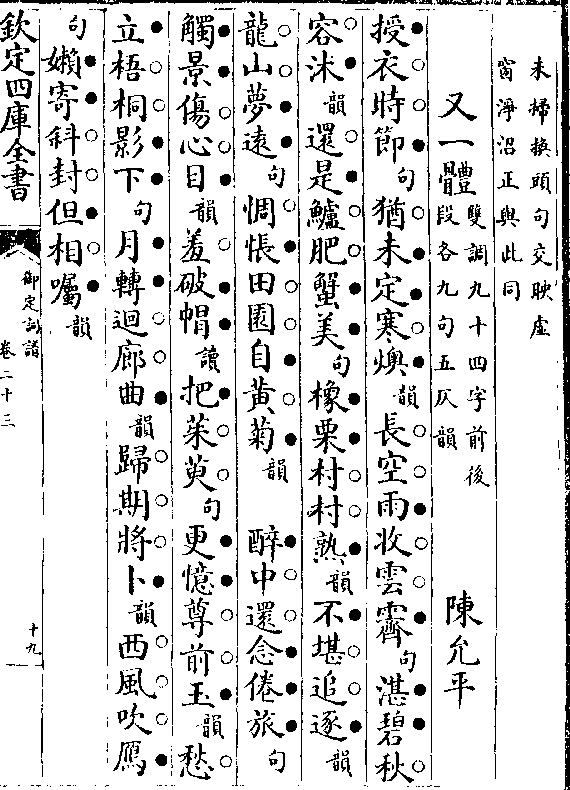 未掃換頭句交映虛
窗淨沼正與此同
又一體 雙調九十四字前後
段各九句五仄韻 陳允平
授衣時節句猶未定寒燠韻長空雨收雲霽句湛碧秋
容沐韻還是鱸肥蟹美句橡栗村村熟韻不堪追逐韻
龍山夢遠句惆悵田園自黃菊韻 醉中還念倦旅句
觸景傷心目韻羞破帽讀把茱萸句更憶尊前玉韻愁
立梧桐影下句月轉迴廊曲韻歸期將卜韻西風吹鴈
句嬾寄斜封但相囑韻
欽定四庫全書
御定詞譜
卷二十三
十九